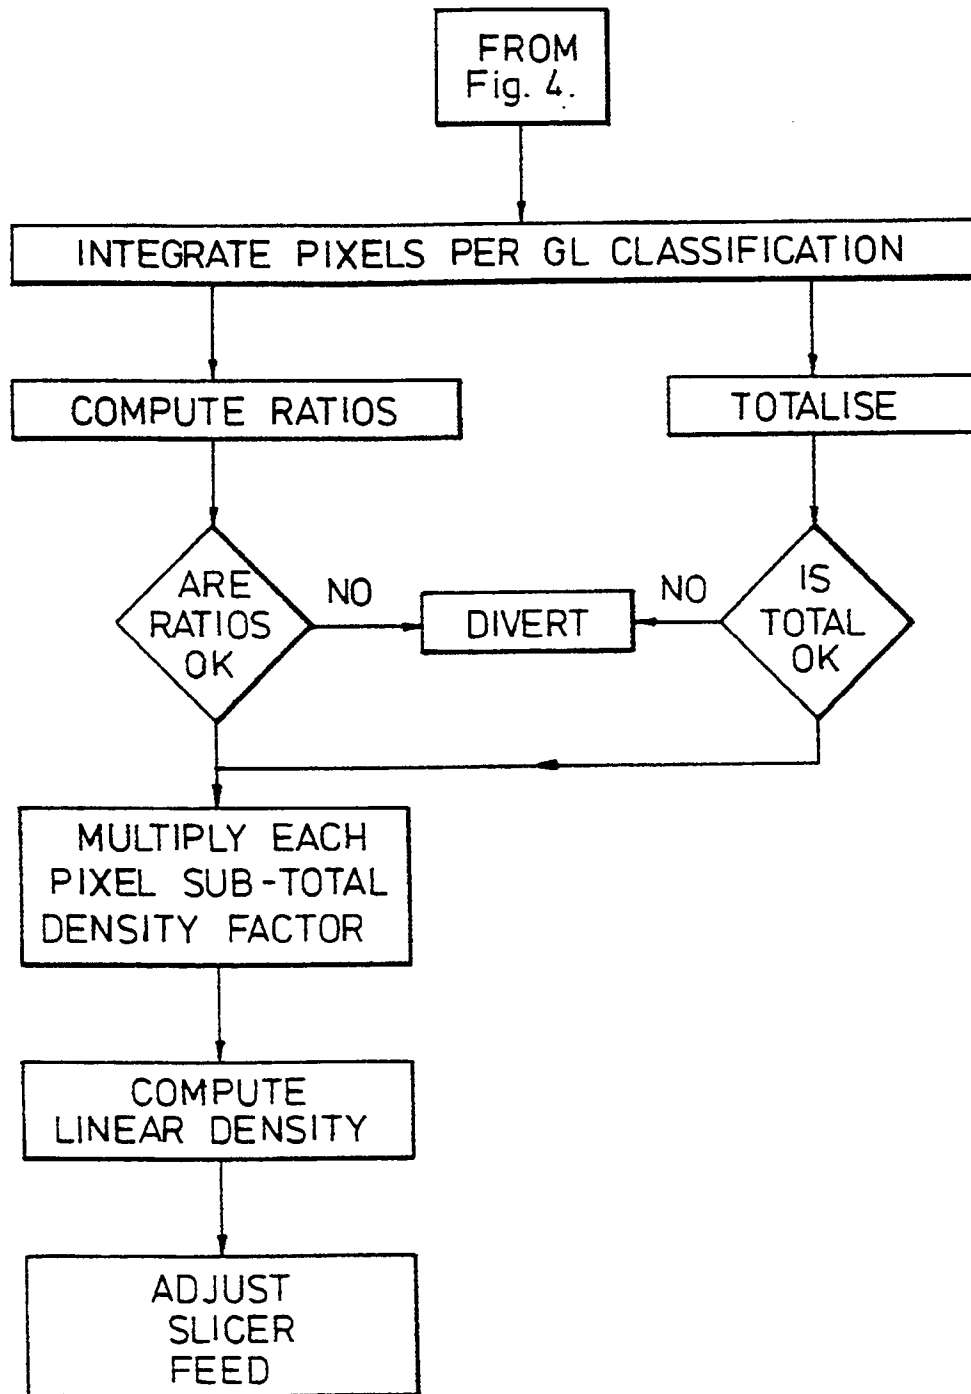 FROM
Fig. 4.
INTEGRATE PIXELS PER GL CLASSIFICATION
COMPUTE RATIOS
TOTALISE
ARE
RATIOS
OK
NO
DIVERT
NO
IS
TOTAL
OK
MULTIPLY EACH
PIXEL SUB-TOTAL
DENSITY FACTOR
COMPUTE
LINEAR DENSITY
ADJUST
SLICER
FEED